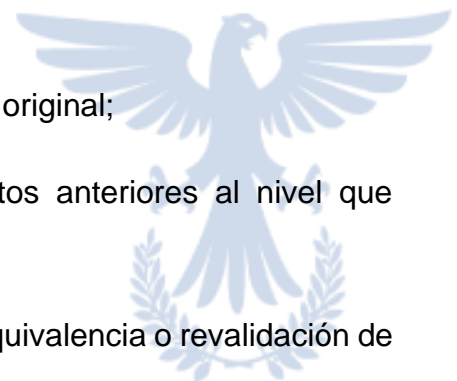 original;
tos anteriores al nivel que
quivalencia o revalidación de